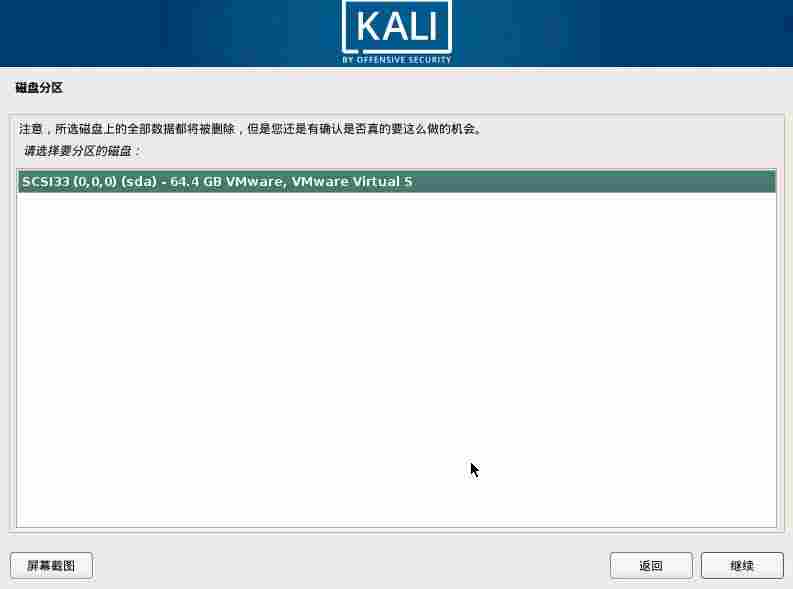 KALI
BY OFFENSIVE SECURITY
磁盘分区
注意，所选磁盘上的全部数据都将被删除，但是您还是有确认是否真的要这么做的机会。
请选择要分区的磁盘：
SCSI33 (0,0,0) (sda) - 64.4 GB VMware, VMware Virtual S
屏幕截图
返回
继续